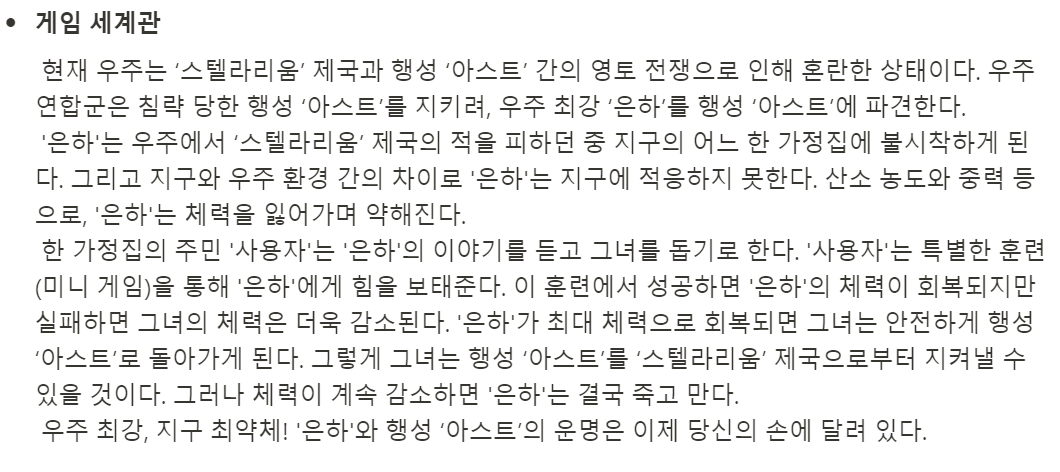 • 게임 세계관
현재 우주는 ‘스텔라리움’ 제국과 행성 ‘아스트’ 간의 영토 전쟁으로 인해 혼란한 상태이다. 우주
연합군은 침략 당한 행성 ‘아스트’를 지키려, 우주 최강 ‘은하’를 행성 ‘아스트’에 파견한다.
'은하'는 우주에서 ‘스텔라리움’ 제국의 적을 피하던 중 지구의 어느 한 가정집에 불시착하게 된
다. 그리고 지구와 우주 환경 간의 차이로 '은하'는 지구에 적응하지 못한다. 산소 농도와 중력 등
으로, '은하'는 체력을 잃어가며 약해진다.
한 가정집의 주민 '사용자'는 '은하'의 이야기를 듣고 그녀를 돕기로 한다. '사용자'는 특별한 훈련
(미니 게임)을 통해 '은하'에게 힘을 보태준다. 이 훈련에서 성공하면 '은하'의 체력이 회복되지만
실패하면 그녀의 체력은 더욱 감소된다. '은하'가 최대 체력으로 회복되면 그녀는 안전하게 행성
‘아스트’로 돌아가게 된다. 그렇게 그녀는 행성 ‘아스트’를 ‘스텔라리움’ 제국으로부터 지켜낼 수
있을 것이다. 그러나 체력이 계속 감소하면 '은하'는 결국 죽고 만다.
우주 최강, 지구 최약체! '은하'와 행성 ‘아스트’의 운명은 이제 당신의 손에 달려 있다.